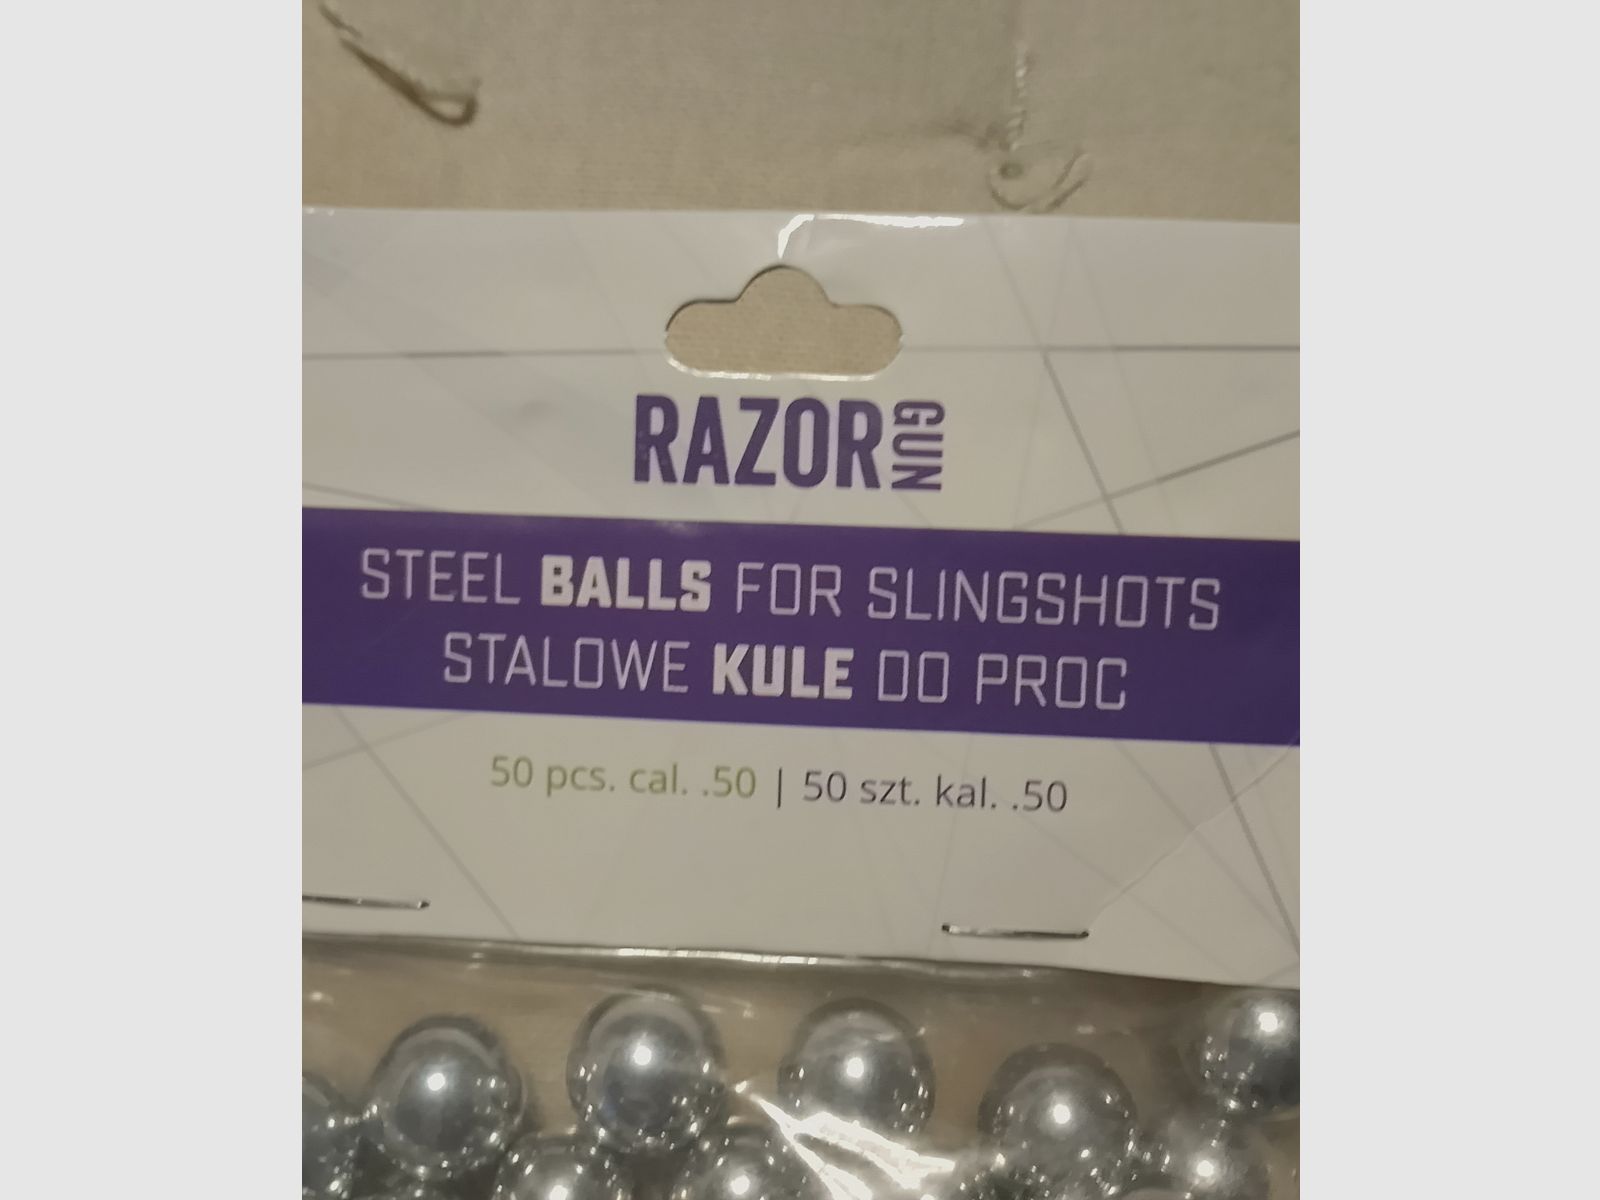 RAZOR GUN
STEEL BALLS FOR SLINGSHOTS
STALOWE KULE DO PROC
50 pcs. cal. .50 | 50 szt. kal. .50